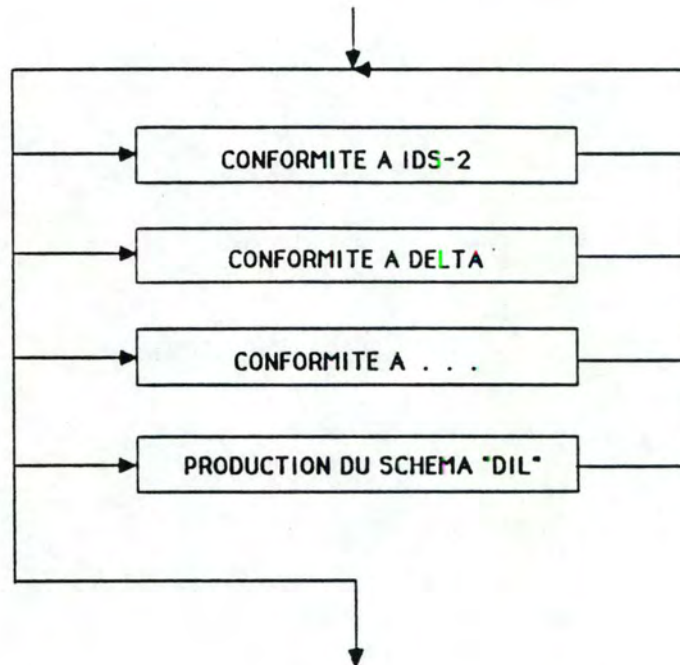 CONFORMITE A IDS-2
CONFORMITE A DELTA
CONFORMITE A . . .
PRODUCTION DU SCHEMA "DIL"